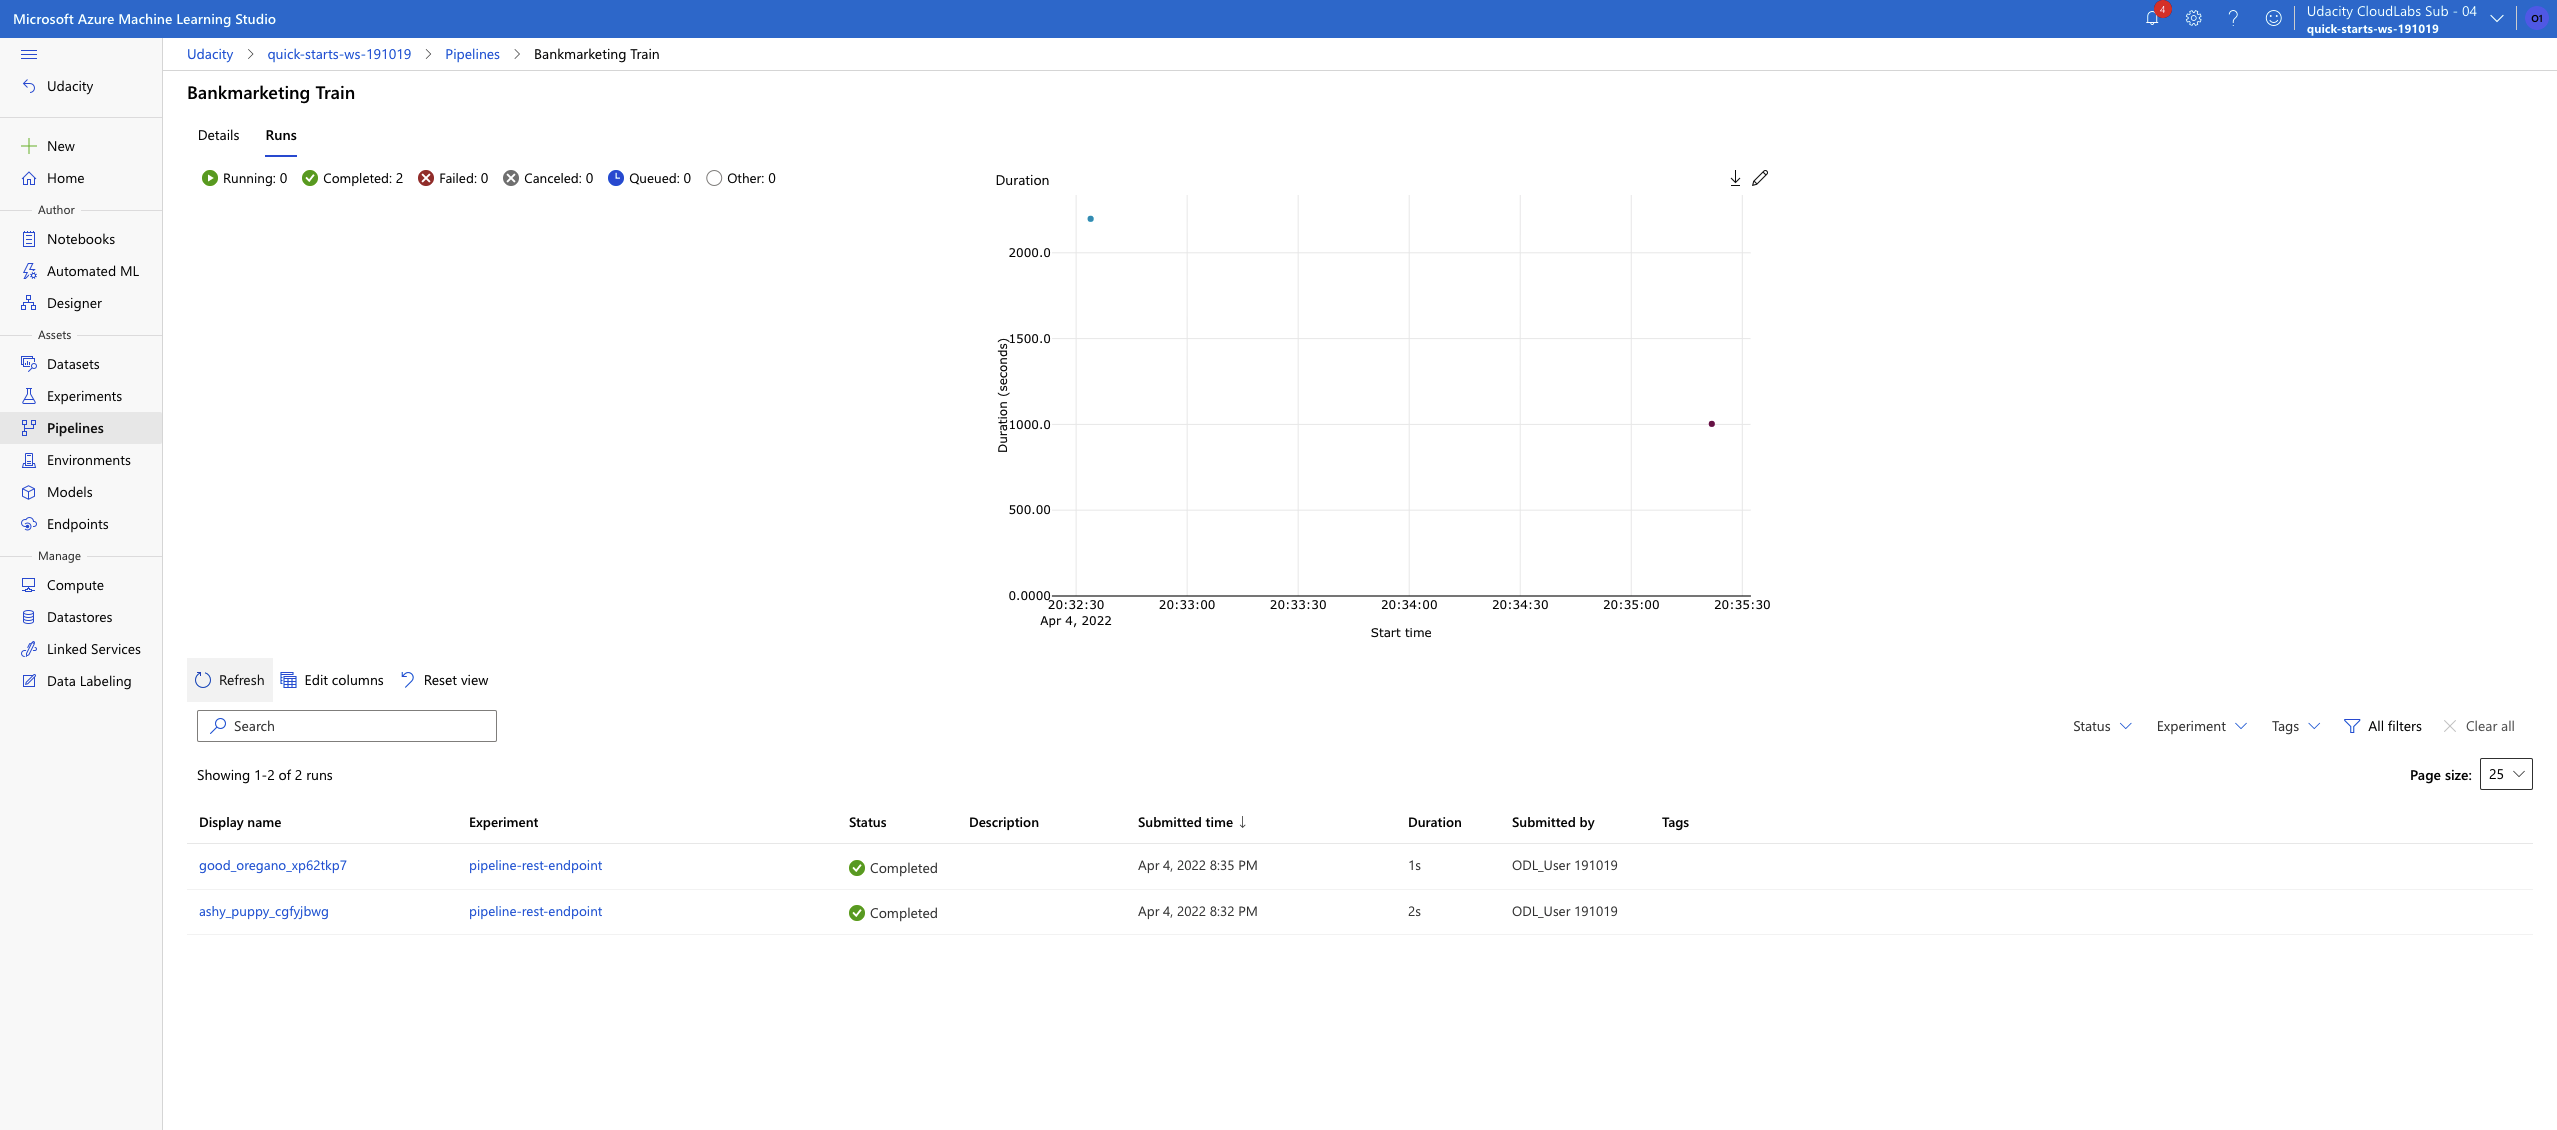 Microsoft Azure Machine Learning Studio
4
Udacity CloudLabs Sub - 04
quick-starts-ws-191019
O1
Udacity
quick-starts-ws-191019
Pipelines
Bankmarketing Train
Udacity
New
Home
Author
Notebooks
Automated ML
Designer
Assets
Datasets
Experiments
Pipelines
Environments
Models
Endpoints
Manage
Compute
Datastores
Linked Services
Data Labeling
Bankmarketing Train
Details Runs
Running: 0 Completed: 2 Failed: 0 Canceled: 0 Queued: 0 Other: 0
Duration
2000.0
1500.0
1000.0
500.00
0.0000
Duration (seconds)
20:32:30 20:33:00 20:33:30 20:34:00 20:34:30 20:35:00 20:35:30
Apr 4, 2022
Start time
Refresh Edit columns Reset view
Search
Status Experiment Tags All filters Clear all
Showing 1-2 of 2 runs
Page size: 25
Display name Experiment Status Description Submitted time Duration Submitted by Tags
good_oregano_xp62tkp7 pipeline-rest-endpoint Completed Apr 4, 2022 8:35 PM 1s ODL_User 191019
ashy_puppy_cgfyjbwg pipeline-rest-endpoint Completed Apr 4, 2022 8:32 PM 2s ODL_User 191019